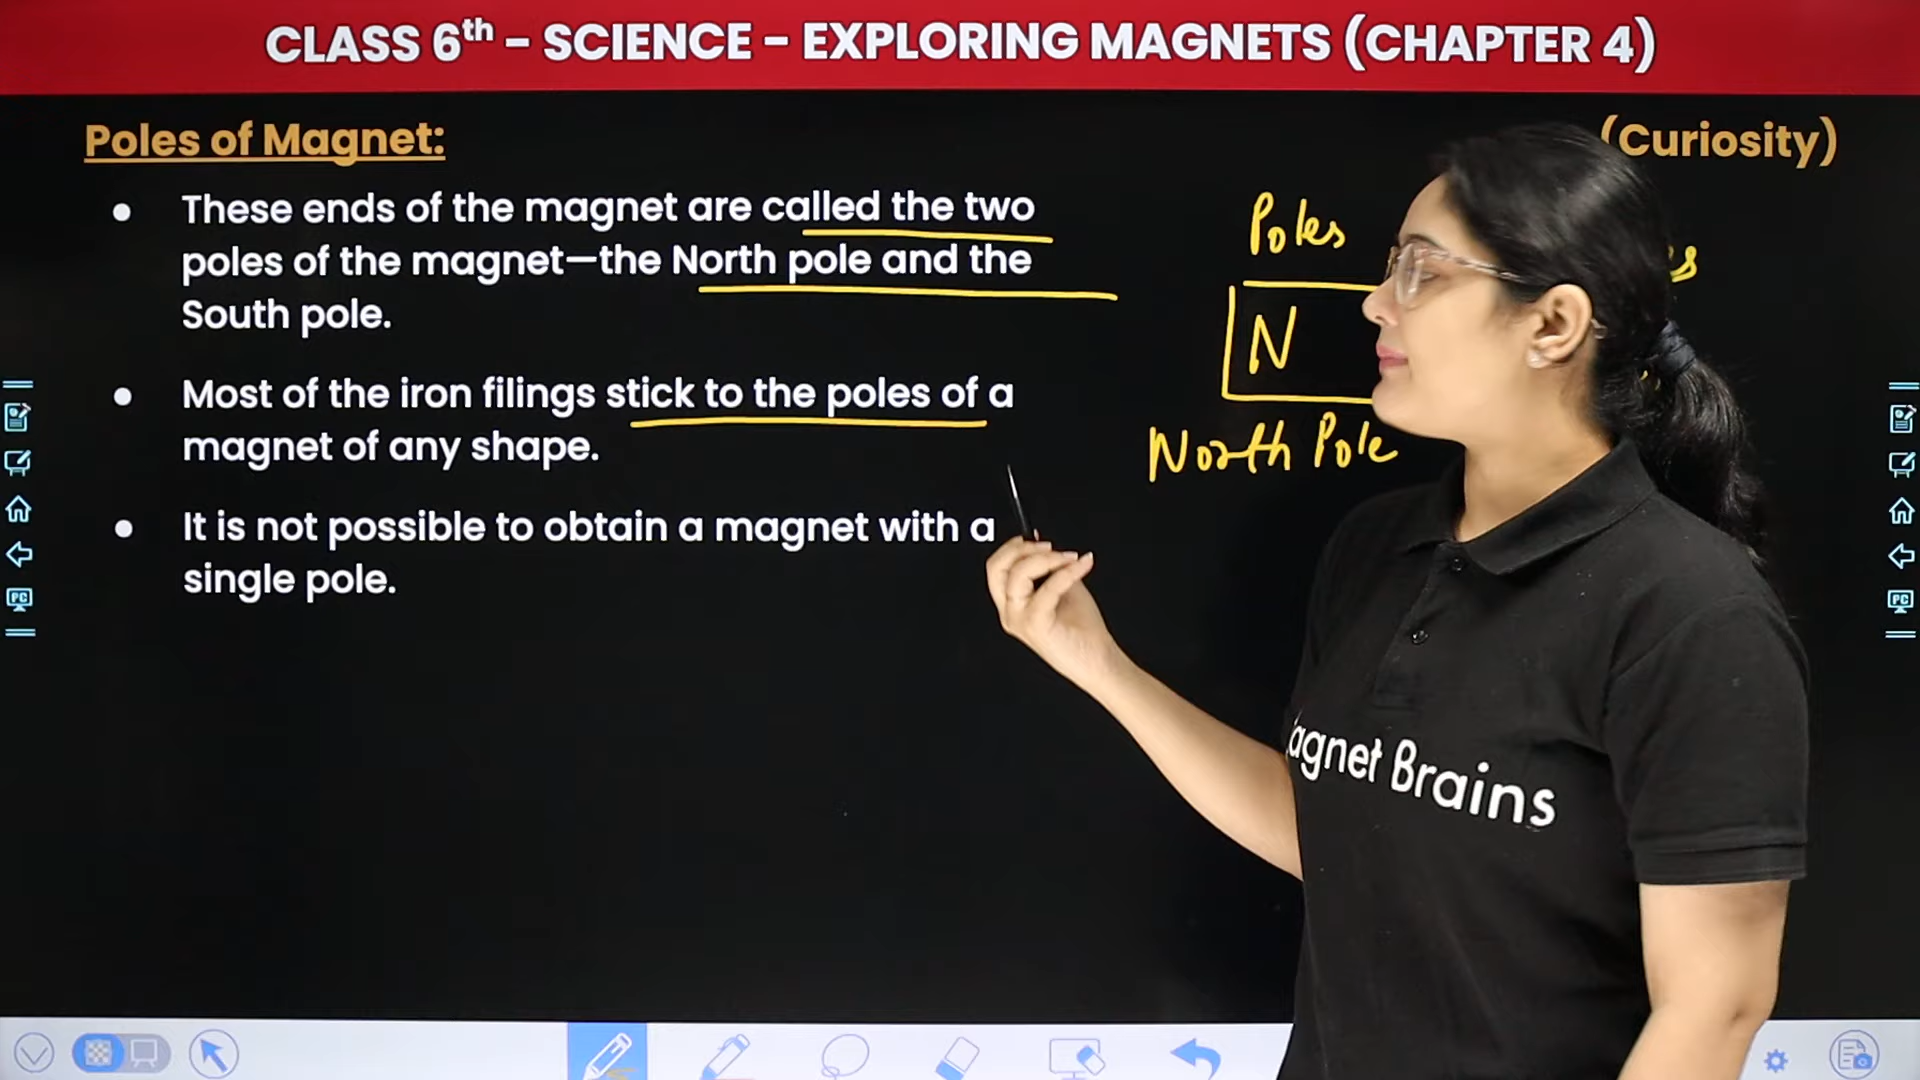 CLASS 6th - SCIENCE - EXPLORING MAGNETS (CHAPTER 4)
Poles of Magnet:
(Curiosity)
• These ends of the magnet are called the two
poles of the magnet—the North pole and the
South pole.
• Most of the iron filings stick to the poles of a
magnet of any shape.
• It is not possible to obtain a magnet with a
single pole.
Poles
N
North Pole
agnet Brains
PC
PC